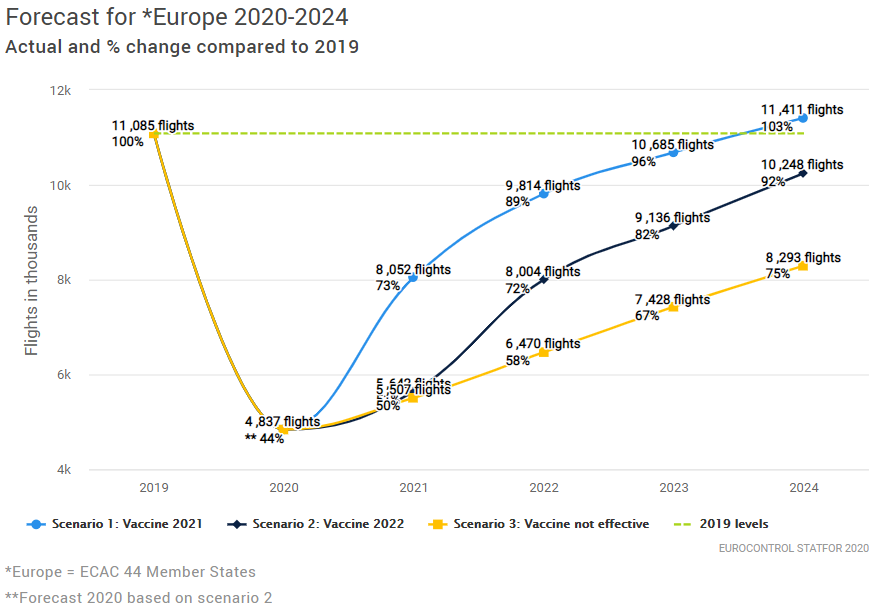 Forecast for *Europe 2020-2024
Actual and % change compared to 2019
Flights in thousands
12k
10k
8k
6k
4k
11 ,085 flights
100%
4 ,837 flights
** 44%
8 ,052 flights
73%
5 ,507 flights
50%
9 ,814 flights
89%
8 ,004 flights
72%
6 ,470 flights
58%
10 ,685 flights
96%
9 ,136 flights
82%
7 ,428 flights
67%
11 ,411 flights
103%
10 ,248 flights
92%
8 ,293 flights
75%
2019 2020 2021 2022 2023 2024
Scenario 1: Vaccine 2021 Scenario 2: Vaccine 2022 Scenario 3: Vaccine not effective 2019 levels
EUROCONTROL STATFOR 2020
*Europe = ECAC 44 Member States
**Forecast 2020 based on scenario 2